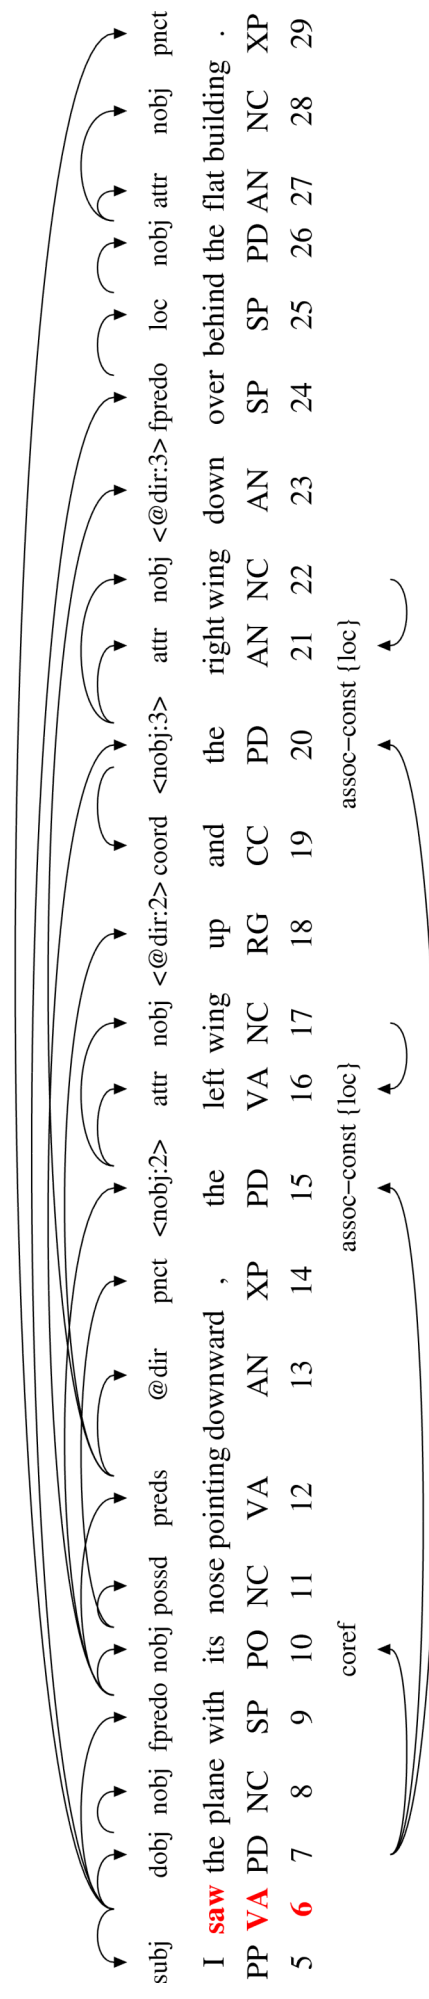 subj dobj nobj fpredo nobj possd preds @dir pnct <nobj:2> attr nobj <@dir:2> coord <nobj:3> attr nobj <@dir:3> fpredo loc nobj attr nobj pnct
I saw the plane with its nose pointing downward , the left wing up and the right wing down over behind the flat building .
PP VA PD NC SP PO NC VA AN XP PD VA NC RG CC PD AN NC AN SP SP PD AN NC XP
5 6 7 8 9 10 11 12 13 14 15 16 17 18 19 20 21 22 23 24 25 26 27 28 29
coref assoc−const {loc} assoc−const {loc}